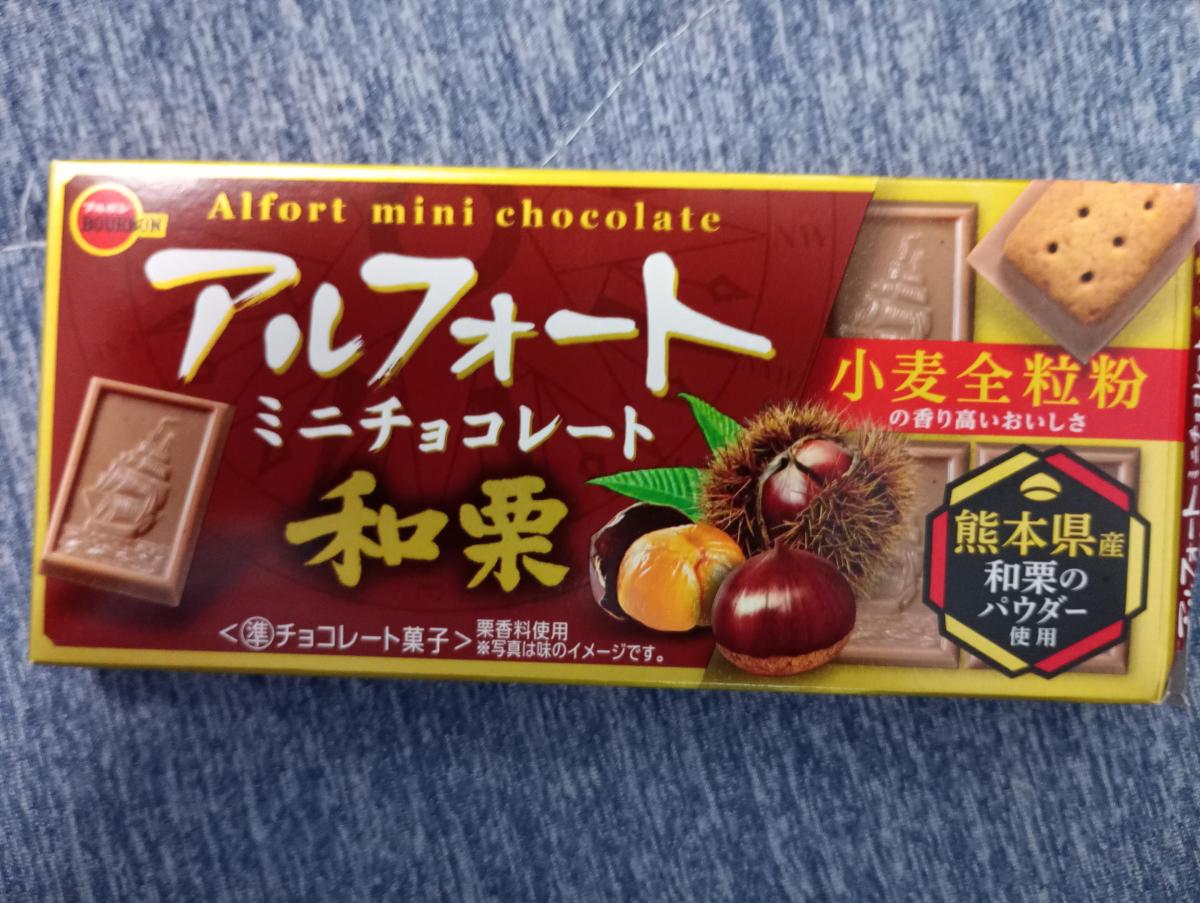 ブルボン
BOURBON
Alfort mini chocolate
アルフォート
ミニチョコレート
和栗
<㊜チョコレート菓子>
栗香料使用
※写真は味のイメージです。
NW
小麦全粒粉
の香り高いおいしさ
熊本県産
和栗の
パウダー
使用